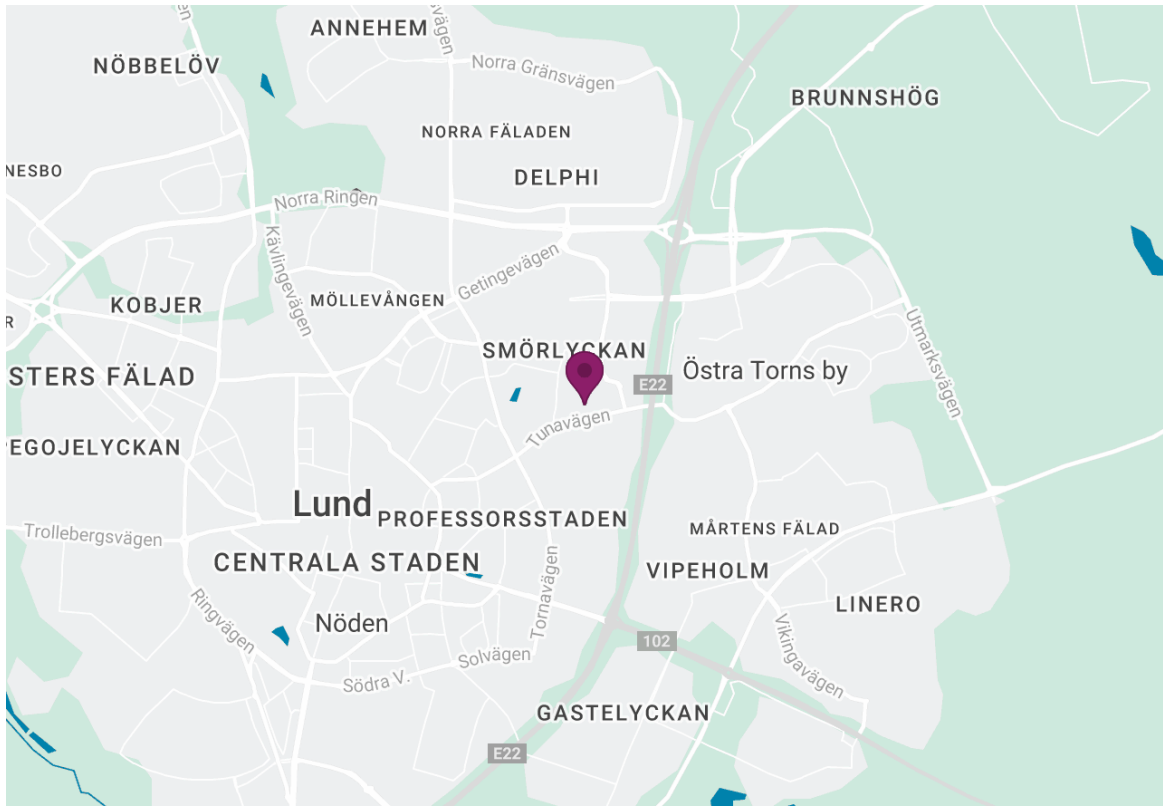 ANNEHEM
svägen
NÖBBELÖV
Norra Gränsvägen
BRUNNSHÖG
NORRA FÄLADEN
NESBO
DELPHI
Norra Ringen
Kävlingevägen
Getingevägen
KOBJER
MÖLLEVÅNGEN
R
Utmarksvägen
SMÖRLYCKAN
STERS FÄLAD
Östra Torns by
E22
Tunavägen
PEGOJELYCKAN
Lund
PROFESSORSSTADEN
Trollebergsvägen
MÅRTENS FÄLAD
CENTRALA STADEN
VIPEHOLM
Tornavägen
LINERO
Ringvägen
Nöden
102
Vikingavägen
Solvägen
Södra V.
GASTELYCKAN
E22